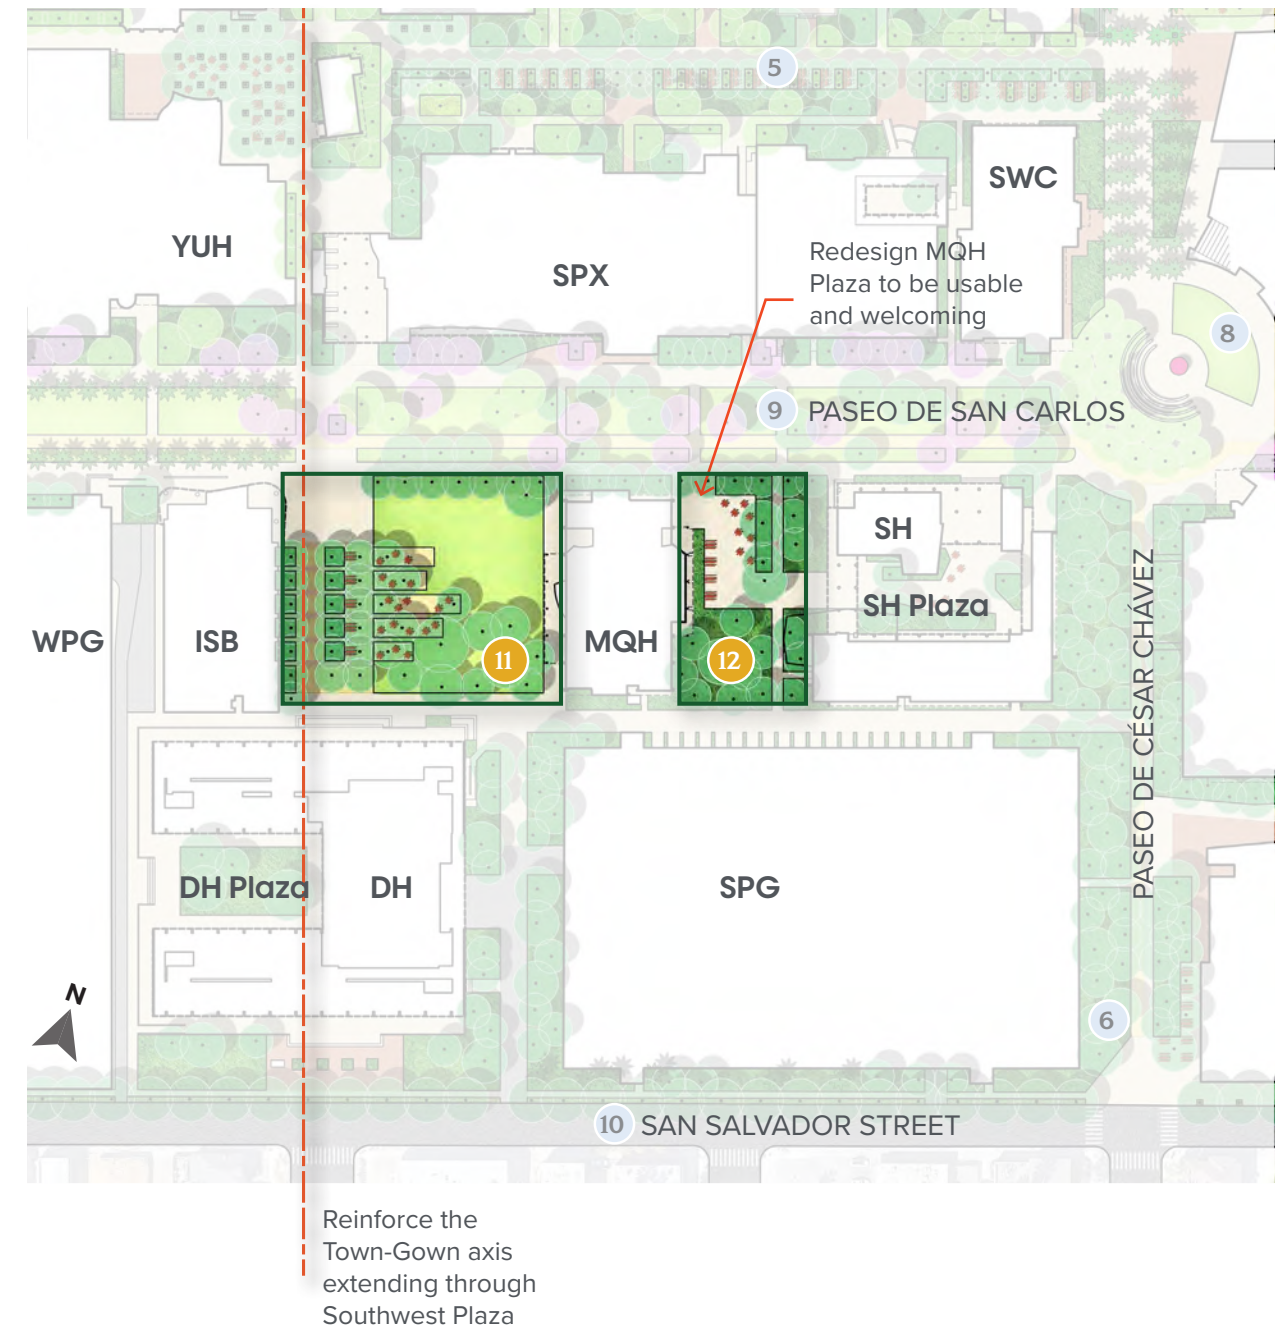 5
SWC
YUH
SPX
Redesign MQH
Plaza to be usable
and welcoming
8
9 PASEO DE SAN CARLOS
SH
SH Plaza
WPG
ISB
11
MQH
12
PASEO DE CÉSAR CHÁVEZ
DH Plaza
DH
SPG
N
6
10 SAN SALVADOR STREET
Reinforce the
Town-Gown axis
extending through
Southwest Plaza